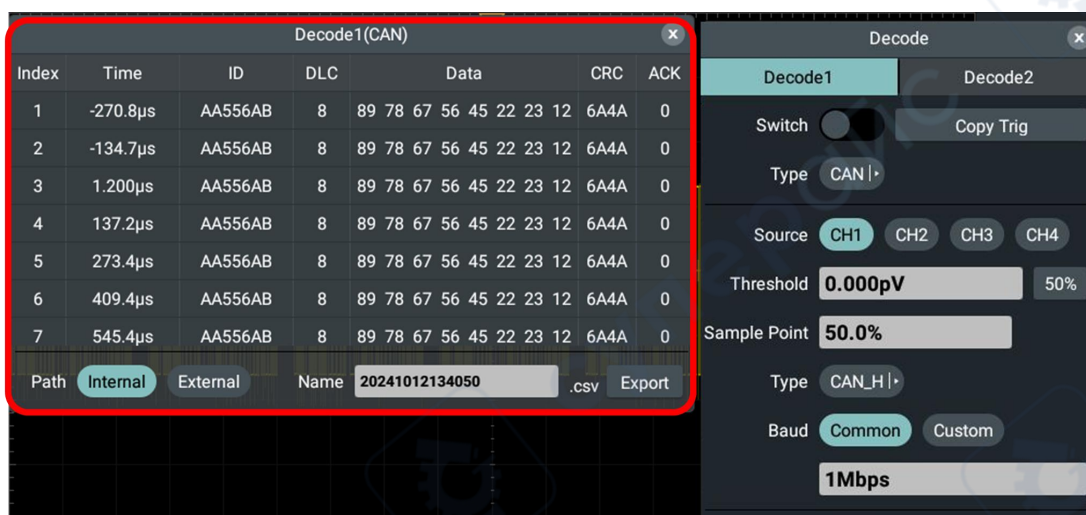 Decode1(CAN)
Index Time ID DLC Data CRC ACK
1 -270.8µs AA556AB 8 89 78 67 56 45 22 23 12 6A4A 0
2 -134.7µs AA556AB 8 89 78 67 56 45 22 23 12 6A4A 0
3 1.200µs AA556AB 8 89 78 67 56 45 22 23 12 6A4A 0
4 137.2µs AA556AB 8 89 78 67 56 45 22 23 12 6A4A 0
5 273.4µs AA556AB 8 89 78 67 56 45 22 23 12 6A4A 0
6 409.4µs AA556AB 8 89 78 67 56 45 22 23 12 6A4A 0
7 545.4µs AA556AB 8 89 78 67 56 45 22 23 12 6A4A 0
Path Internal External Name 20241012134050 .csv Export
Decode
Decode1 Decode2
Switch Copy Trig
Type CAN
Source CH1 CH2 CH3 CH4
Threshold 0.000pV 50%
Sample Point 50.0%
Type CAN_H
Baud Common Custom
1Mbps